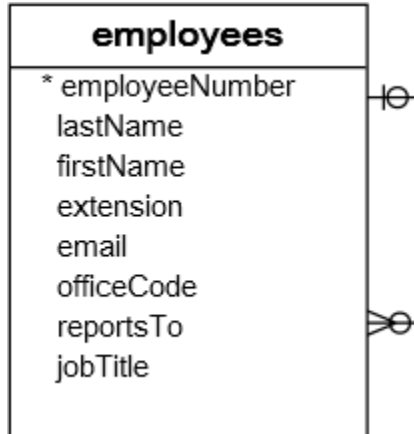 employees
* employeeNumber
lastName
firstName
extension
email
officeCode
reportsTo
jobTitle